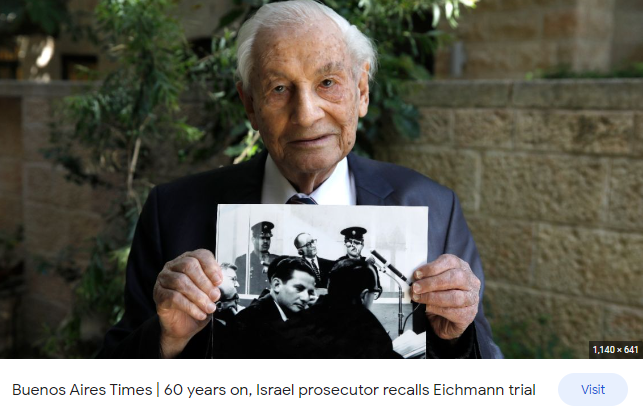 1,140 × 641
Buenos Aires Times | 60 years on, Israel prosecutor recalls Eichmann trial
Visit